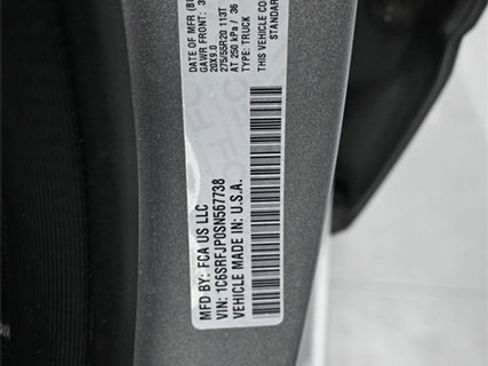 MFD BY: FCA US LLC
VIN: 1C6SRFJP0SN567738
VEHICLE MADE IN: U.S.A.
DATE OF MFR
GAWR FRONT:
20X9.0
275/55R20 113T
AT 250 kPa / 36
TYPE: TRUCK
THIS VEHICLE CO
STANDAR